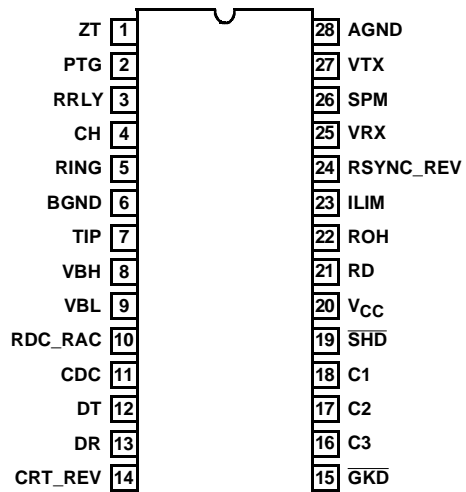 ZT 1 28 AGND
PTG 2 27 VTX
RRLY 3 26 SPM
CH 4 25 VRX
RING 5 24 RSYNC_REV
BGND 6 23 ILIM
TIP 7 22 ROH
VBH 8 21 RD
VBL 9 20 VCC
RDC_RAC 10 19 SHD
CDC 11 18 C1
DT 12 17 C2
DR 13 16 C3
CRT_REV 14 15 GKD